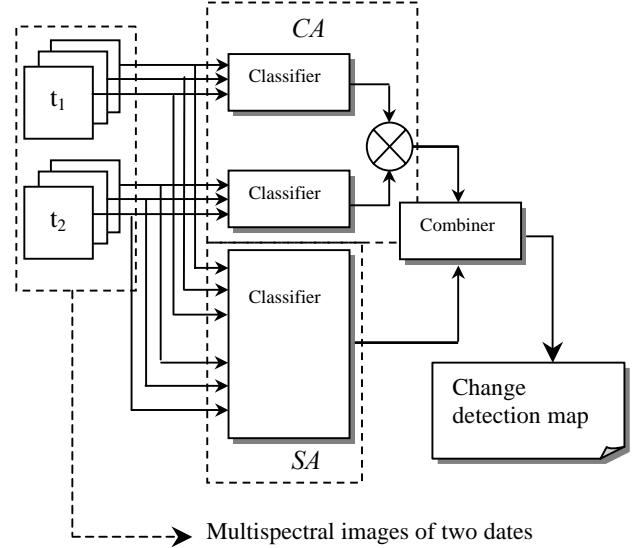 CA
t1
Classifier
t2
Classifier
Combiner
Classifier
Change
detection map
SA
Multispectral images of two dates